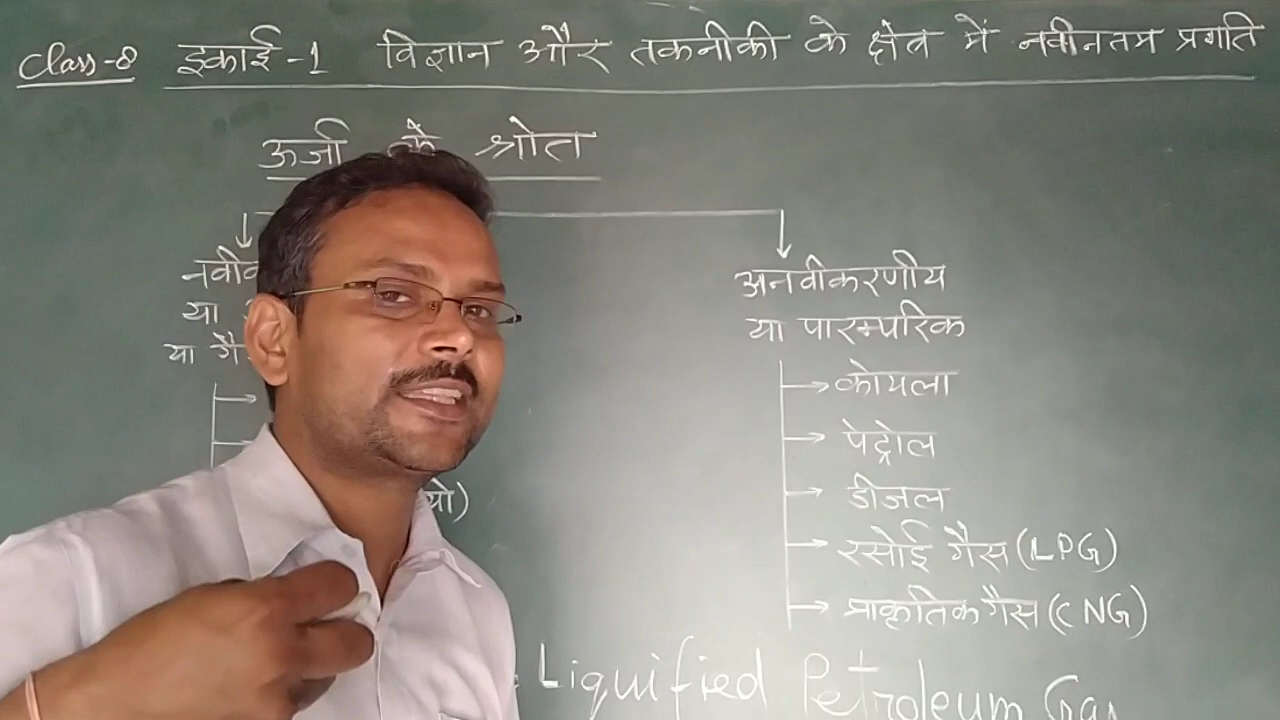 Class-8 इकाई-1 विज्ञान और तकनीकी के क्षेत्र में नवीनतम प्रगति
ऊर्जा के श्रोत
अनवीकरणीय
या
या पारम्परिक
या
कोयला
पेट्रोल
डीजल
रसोई गैस (LPG)
प्राकृतिक गैस (CNG)
Liquified Petroleum Gas